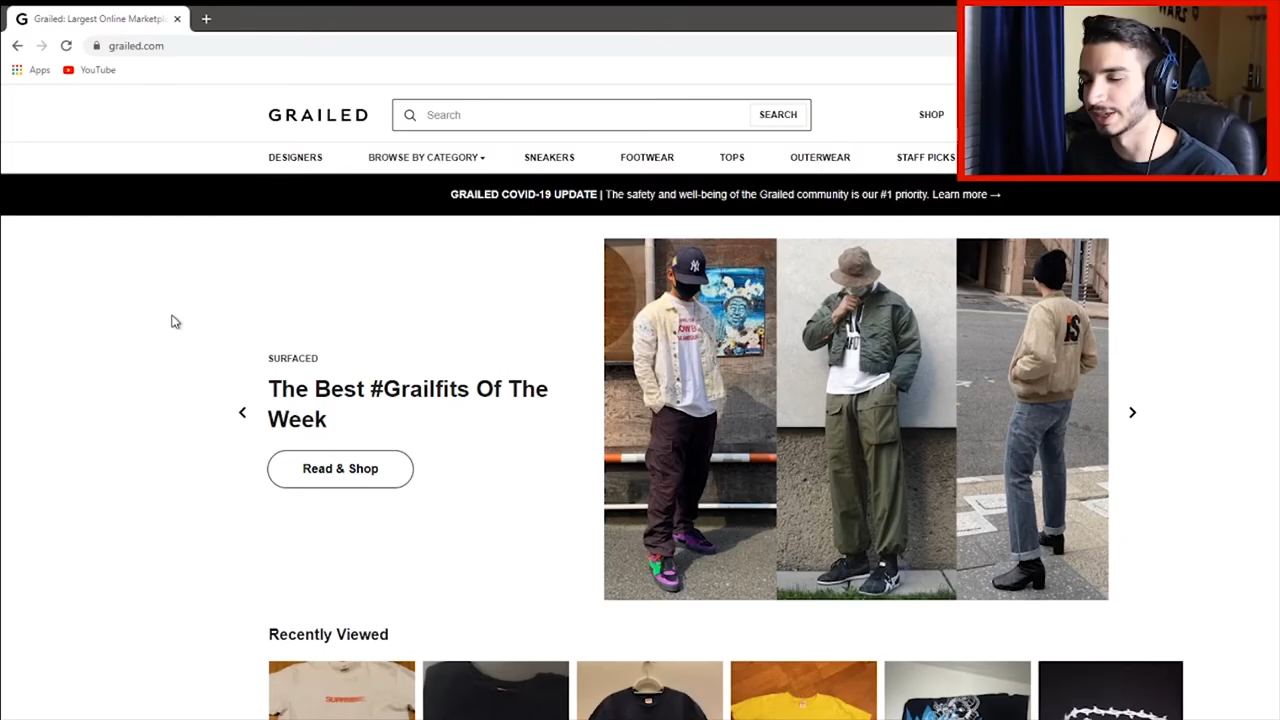 Grailed: Largest Online Marketpl
grailed.com
Apps YouTube
GRAILED Search SEARCH SHOP
DESIGNERS BROWSE BY CATEGORY SNEAKERS FOOTWEAR TOPS OUTERWEAR STAFF PICKS
GRAILED COVID-19 UPDATE | The safety and well-being of the Grailed community is our #1 priority. Learn more →
SURFACED
The Best #Grailfits Of The
Week
Read & Shop
Recently Viewed